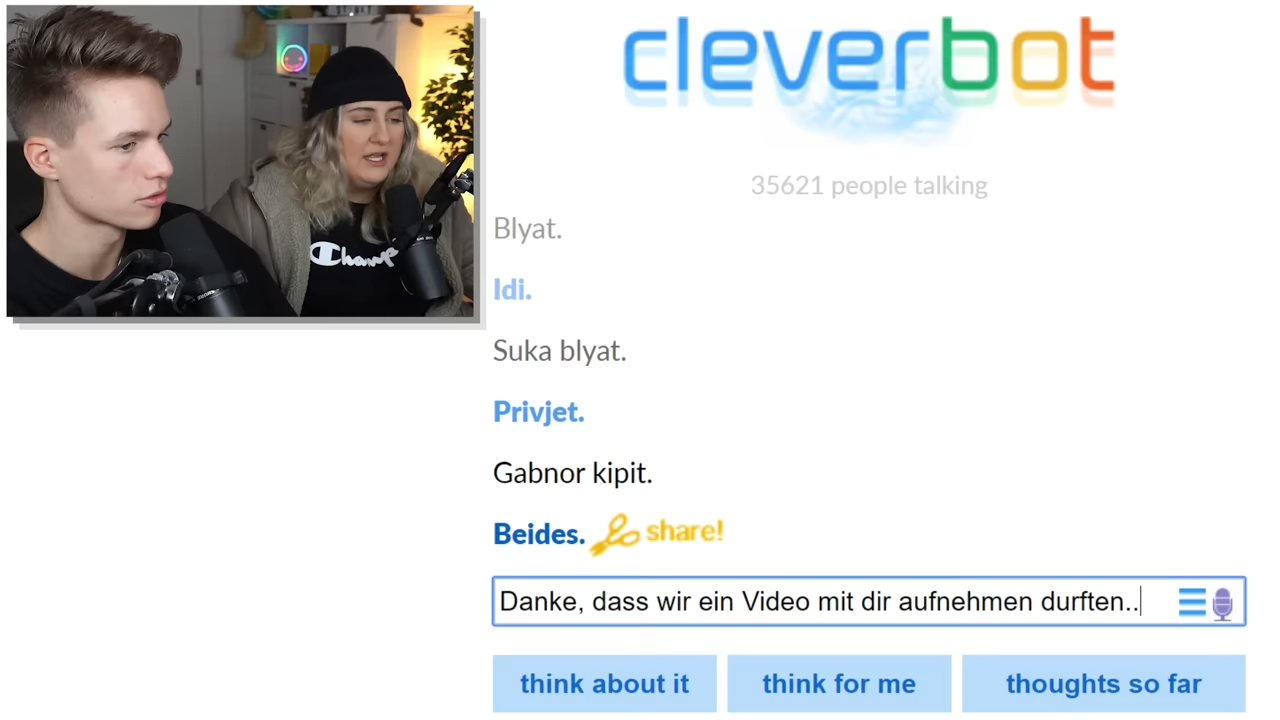 cleverbot
35621 people talking
Blyat.
Idi.
Suka blyat.
Privjet.
Gabnor kipit.
Beides. share!
Danke, dass wir ein Video mit dir aufnehmen durften..
think about it
think for me
thoughts so far
Champ